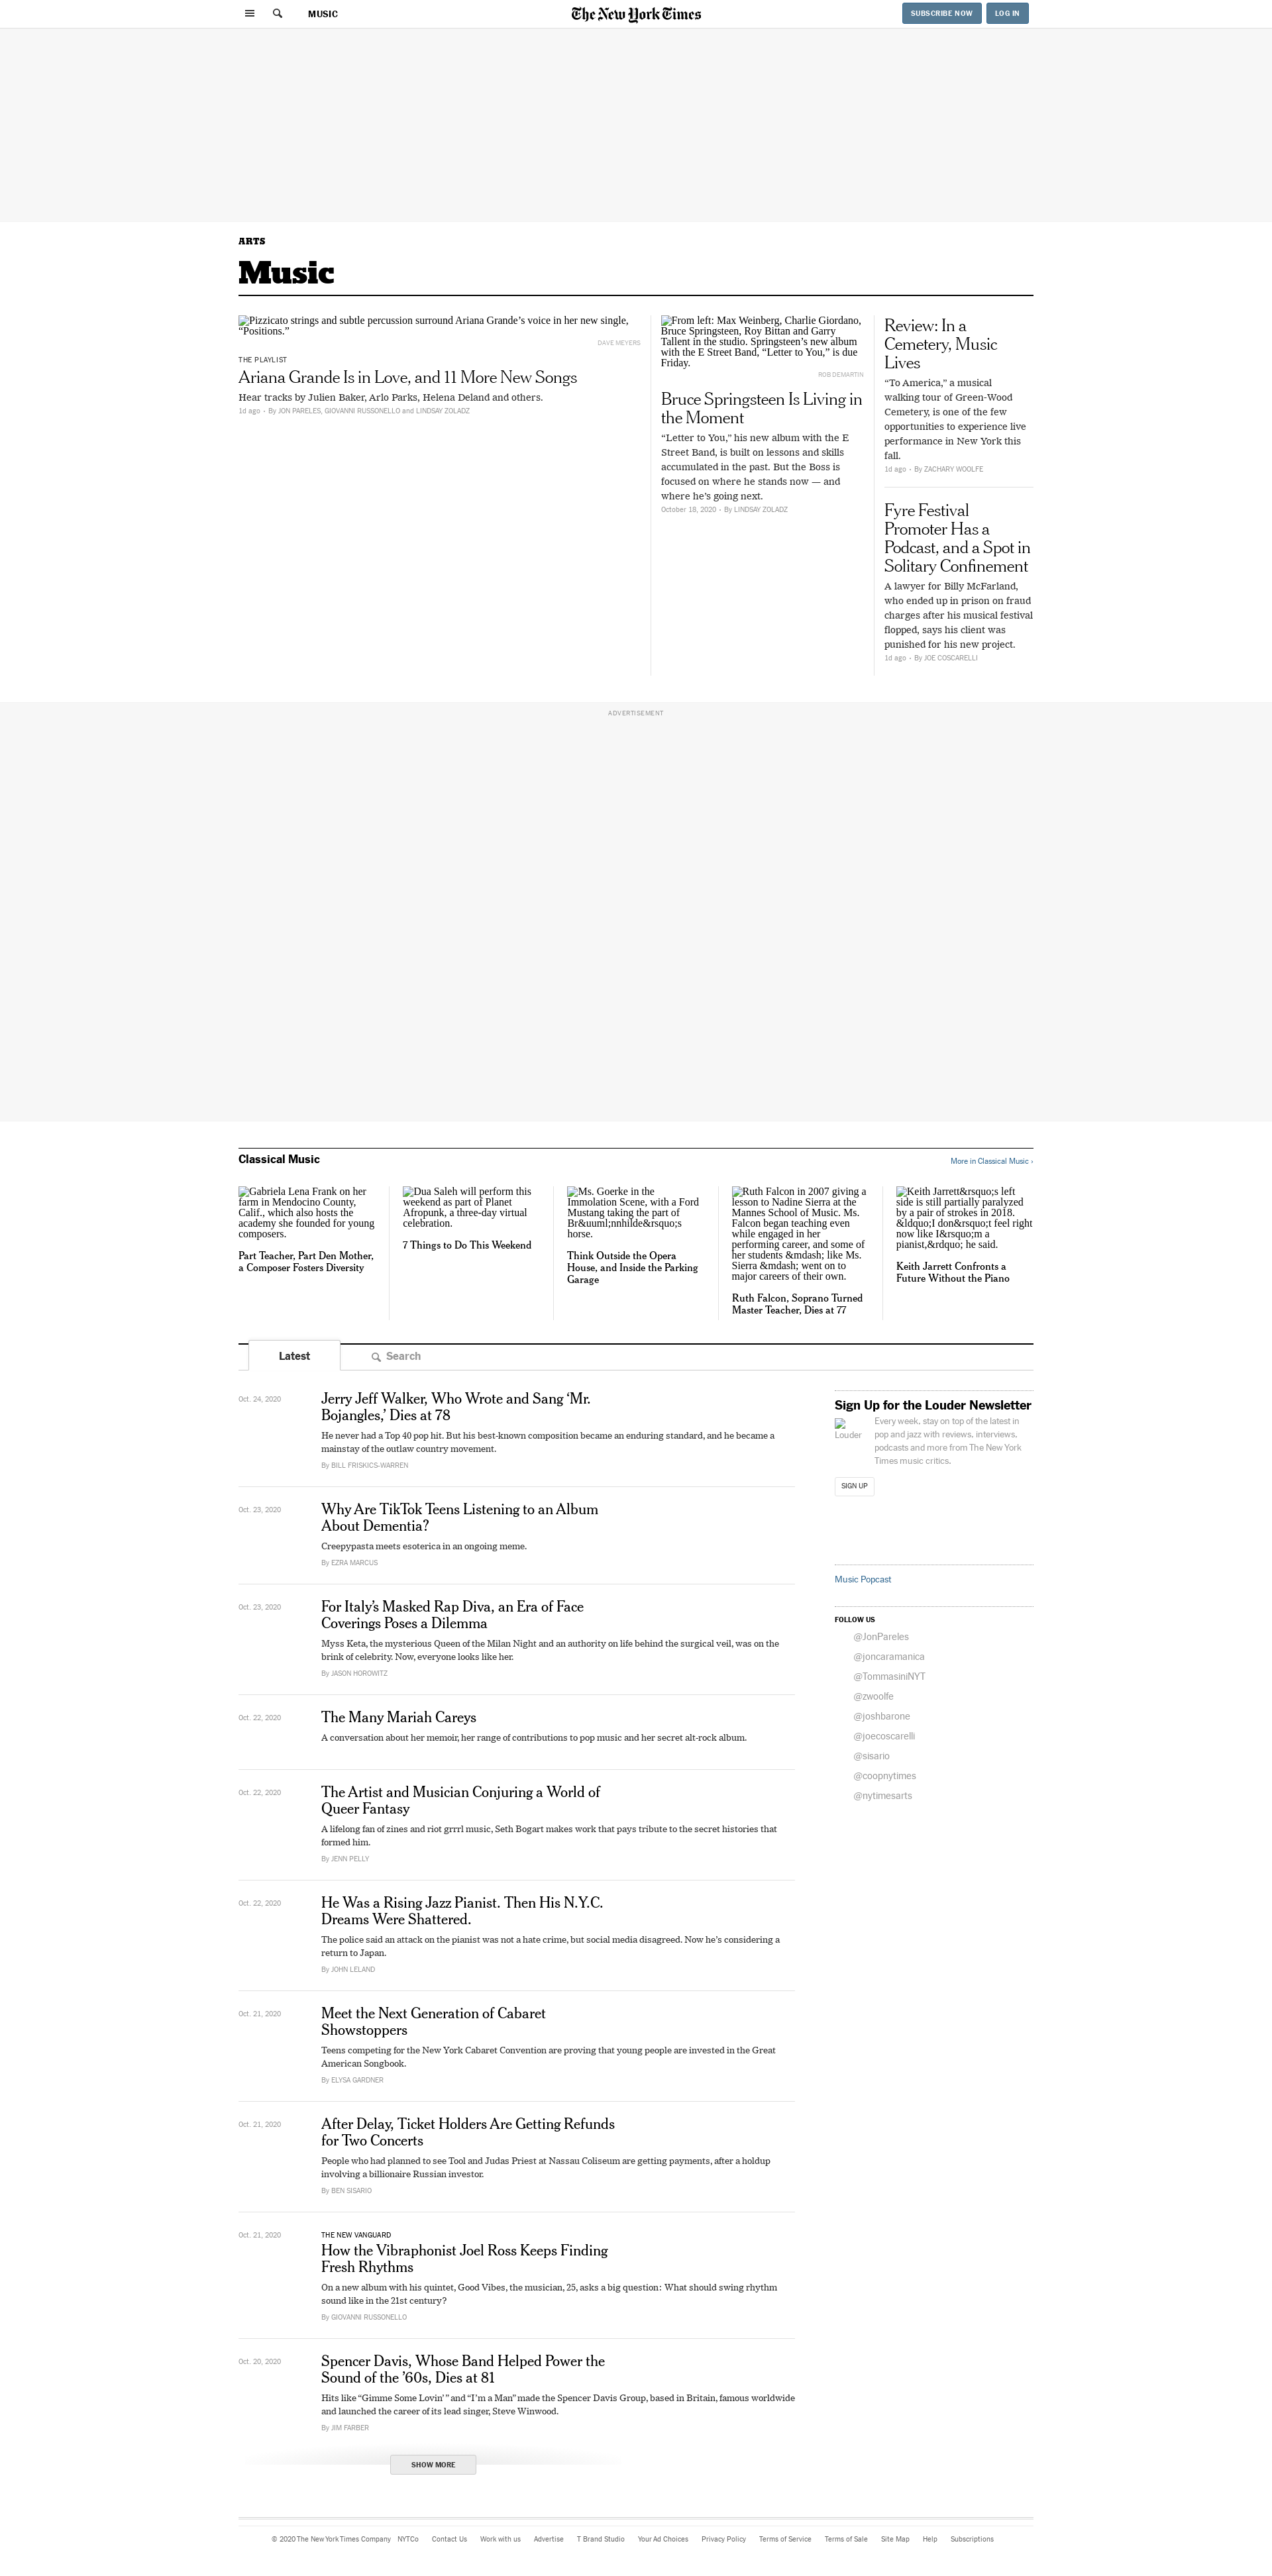 MUSIC
The New York Times
SUBSCRIBE NOW
LOG IN
ARTS
Music
Pizzicato strings and subtle percussion surround Ariana Grande’s voice in her new single,
“Positions.”
DAVE MEYERS
THE PLAYLIST
Ariana Grande Is in Love, and 11 More New Songs
Hear tracks by Julien Baker, Arlo Parks, Helena Deland and others.
1d ago • By JON PARELES, GIOVANNI RUSSONELLO and LINDSAY ZOLADZ
From left: Max Weinberg, Charlie Giordano,
Bruce Springsteen, Roy Bittan and Garry
Tallent in the studio. Springsteen’s new album
with the E Street Band, “Letter to You,” is due
Friday.
ROB DEMARTIN
Bruce Springsteen Is Living in
the Moment
“Letter to You,” his new album with the E
Street Band, is built on lessons and skills
accumulated in the past. But the Boss is
focused on where he stands now — and
where he’s going next.
October 18, 2020 • By LINDSAY ZOLADZ
Review: In a
Cemetery, Music
Lives
“To America,” a musical
walking tour of Green-Wood
Cemetery, is one of the few
opportunities to experience live
performance in New York this
fall.
1d ago • By ZACHARY WOOLFE
Fyre Festival
Promoter Has a
Podcast, and a Spot in
Solitary Confinement
A lawyer for Billy McFarland,
who ended up in prison on fraud
charges after his musical festival
flopped, says his client was
punished for his new project.
1d ago • By JOE COSCARELLI
ADVERTISEMENT
Classical Music
More in Classical Music ›
Gabriela Lena Frank on her
farm in Mendocino County,
Calif., which also hosts the
academy she founded for young
composers.
Part Teacher, Part Den Mother,
a Composer Fosters Diversity
Dua Saleh will perform this
weekend as part of Planet
Afropunk, a three-day virtual
celebration.
7 Things to Do This Weekend
Ms. Goerke in the
Immolation Scene, with a Ford
Mustang taking the part of
Br&uuml;nnhilde&rsquo;s
horse.
Think Outside the Opera
House, and Inside the Parking
Garage
Ruth Falcon in 2007 giving a
lesson to Nadine Sierra at the
Mannes School of Music. Ms.
Falcon began teaching even
while engaged in her
performing career, and some of
her students &mdash; like Ms.
Sierra &mdash; went on to
major careers of their own.
Ruth Falcon, Soprano Turned
Master Teacher, Dies at 77
Keith Jarrett&rsquo;s left
side is still partially paralyzed
by a pair of strokes in 2018.
&ldquo;I don&rsquo;t feel right
now like I&rsquo;m a
pianist,&rdquo; he said.
Keith Jarrett Confronts a
Future Without the Piano
Latest
Search
Oct. 24, 2020
Jerry Jeff Walker, Who Wrote and Sang ‘Mr.
Bojangles,’ Dies at 78
He never had a Top 40 pop hit. But his best-known composition became an enduring standard, and he became a
mainstay of the outlaw country movement.
By BILL FRISKICS-WARREN
Oct. 23, 2020
Why Are TikTok Teens Listening to an Album
About Dementia?
Creepypasta meets esoterica in an ongoing meme.
By EZRA MARCUS
Oct. 23, 2020
For Italy’s Masked Rap Diva, an Era of Face
Coverings Poses a Dilemma
Myss Keta, the mysterious Queen of the Milan Night and an authority on life behind the surgical veil, was on the
brink of celebrity. Now, everyone looks like her.
By JASON HOROWITZ
Oct. 22, 2020
The Many Mariah Careys
A conversation about her memoir, her range of contributions to pop music and her secret alt-rock album.
Oct. 22, 2020
The Artist and Musician Conjuring a World of
Queer Fantasy
A lifelong fan of zines and riot grrrl music, Seth Bogart makes work that pays tribute to the secret histories that
formed him.
By JENN PELLY
Oct. 22, 2020
He Was a Rising Jazz Pianist. Then His N.Y.C.
Dreams Were Shattered.
The police said an attack on the pianist was not a hate crime, but social media disagreed. Now he’s considering a
return to Japan.
By JOHN LELAND
Oct. 21, 2020
Meet the Next Generation of Cabaret
Showstoppers
Teens competing for the New York Cabaret Convention are proving that young people are invested in the Great
American Songbook.
By ELYSA GARDNER
Oct. 21, 2020
After Delay, Ticket Holders Are Getting Refunds
for Two Concerts
People who had planned to see Tool and Judas Priest at Nassau Coliseum are getting payments, after a holdup
involving a billionaire Russian investor.
By BEN SISARIO
Oct. 21, 2020
THE NEW VANGUARD
How the Vibraphonist Joel Ross Keeps Finding
Fresh Rhythms
On a new album with his quintet, Good Vibes, the musician, 25, asks a big question: What should swing rhythm
sound like in the 21st century?
By GIOVANNI RUSSONELLO
Oct. 20, 2020
Spencer Davis, Whose Band Helped Power the
Sound of the ’60s, Dies at 81
Hits like “Gimme Some Lovin’ ” and “I’m a Man” made the Spencer Davis Group, based in Britain, famous worldwide
and launched the career of its lead singer, Steve Winwood.
By JIM FARBER
SHOW MORE
Sign Up for the Louder Newsletter
Louder
Every week, stay on top of the latest in
pop and jazz with reviews, interviews,
podcasts and more from The New York
Times music critics.
SIGN UP
Music Popcast
FOLLOW US
@JonPareles
@joncaramanica
@TommasiniNYT
@zwoolfe
@joshbarone
@joecoscarelli
@sisario
@coopnytimes
@nytimesarts
© 2020 The New York Times Company NYTCo Contact Us Work with us Advertise T Brand Studio Your Ad Choices Privacy Policy Terms of Service Terms of Sale Site Map Help Subscriptions